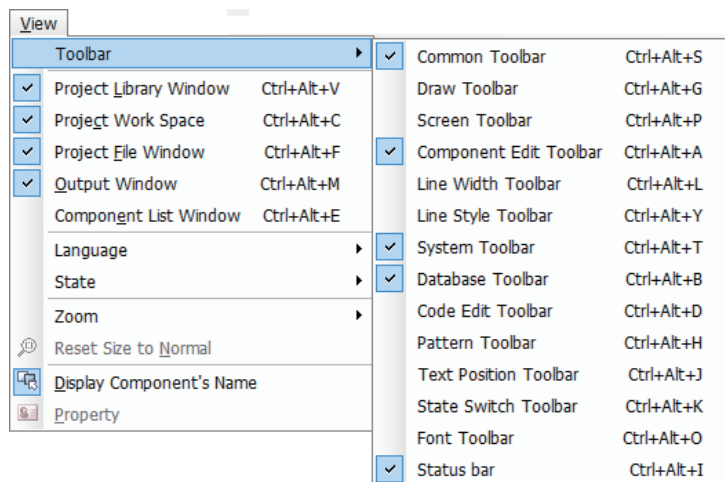 View
Toolbar
Project Library Window Ctrl+Alt+V
Project Work Space Ctrl+Alt+C
Project File Window Ctrl+Alt+F
Output Window Ctrl+Alt+M
Component List Window Ctrl+Alt+E
Language
State
Zoom
Reset Size to Normal
Display Component's Name
Property
Common Toolbar Ctrl+Alt+S
Draw Toolbar Ctrl+Alt+G
Screen Toolbar Ctrl+Alt+P
Component Edit Toolbar Ctrl+Alt+A
Line Width Toolbar Ctrl+Alt+L
Line Style Toolbar Ctrl+Alt+Y
System Toolbar Ctrl+Alt+T
Database Toolbar Ctrl+Alt+B
Code Edit Toolbar Ctrl+Alt+D
Pattern Toolbar Ctrl+Alt+H
Text Position Toolbar Ctrl+Alt+J
State Switch Toolbar Ctrl+Alt+K
Font Toolbar Ctrl+Alt+O
Status bar Ctrl+Alt+I